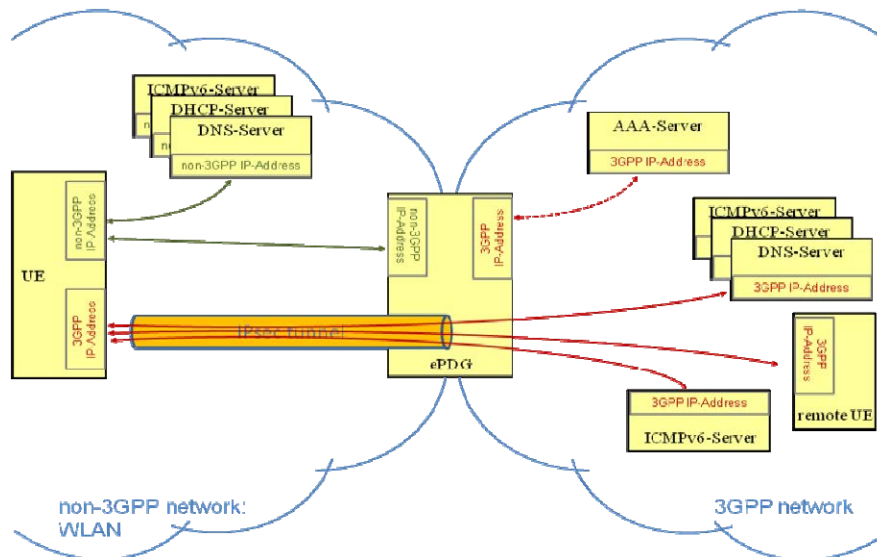 ICMPv6-Server
DHCP-Server
DNS-Server
non-3GPP IP-Address
UE
non-3GPP
IP-Address
3GPP
IP-Address
IPsec tunnel
non-3GPP
IP-Address
3GPP
IP-Address
ePDG
AAA-Server
3GPP IP-Address
ICMPv6-Server
DHCP-Server
DNS-Server
3GPP IP-Address
3GPP
IP-Address
remote UE
3GPP IP-Address
ICMPv6-Server
non-3GPP network:
WLAN
3GPP network